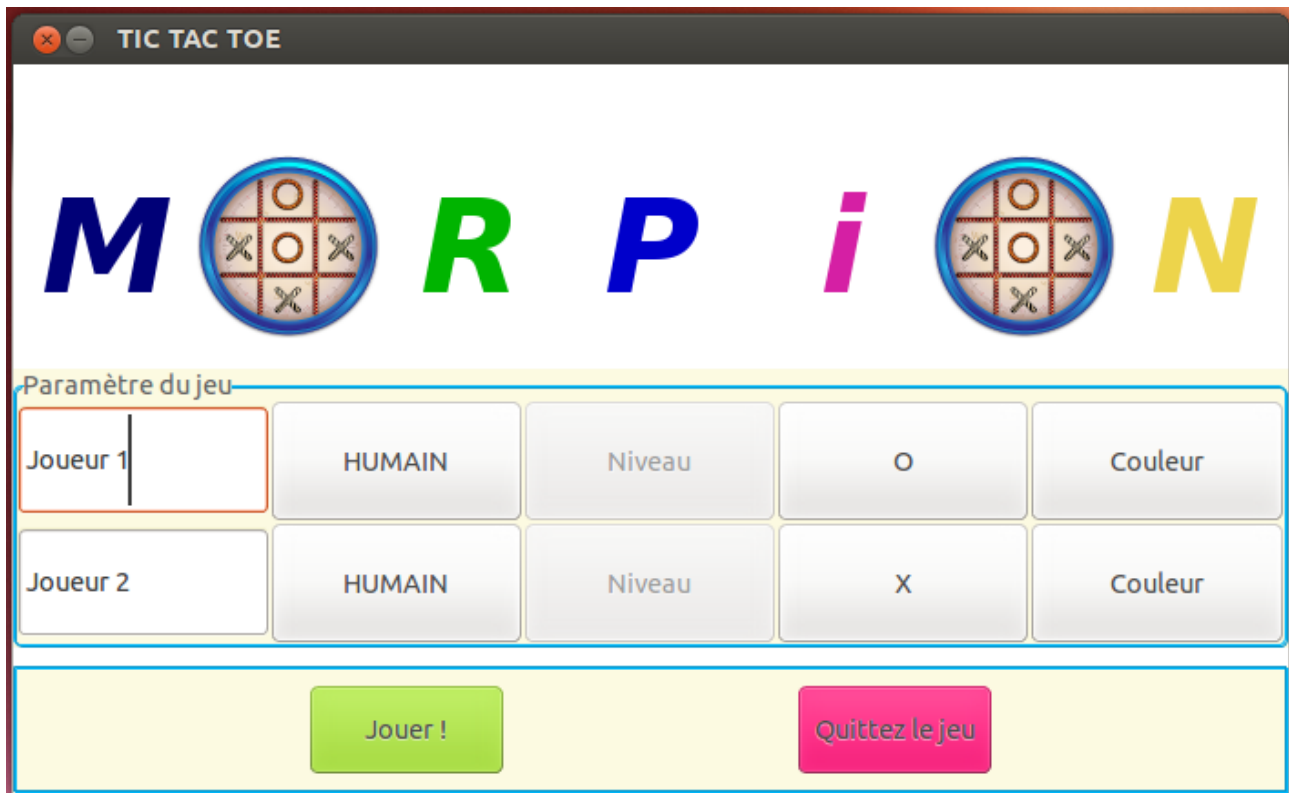 TIC TAC TOE
M R P i N
Paramètre du jeu
Joueur 1 HUMAIN Niveau O Couleur
Joueur 2 HUMAIN Niveau X Couleur
Jouer ! Quittez le jeu